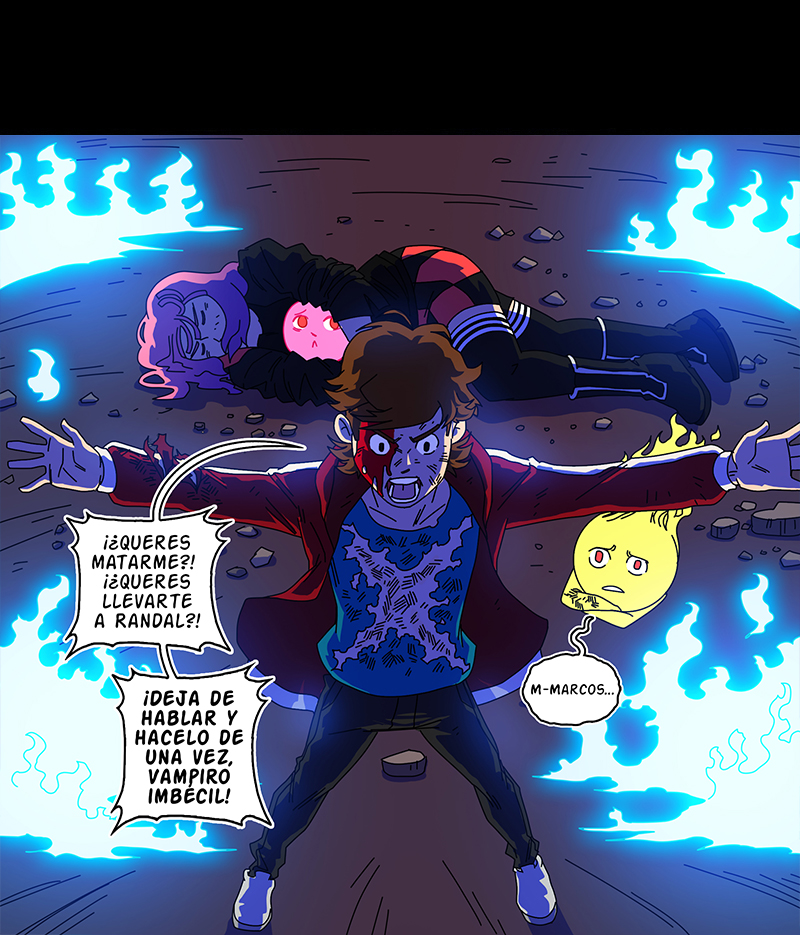 ¡¿QUERES
MATARME?!
¡¿QUERES
LLEVARTE
A RANDAL?!
¡DEJA DE
HABLAR Y
HACELO DE
UNA VEZ,
VAMPIRO
IMBÉCIL!
M-MARCOS...